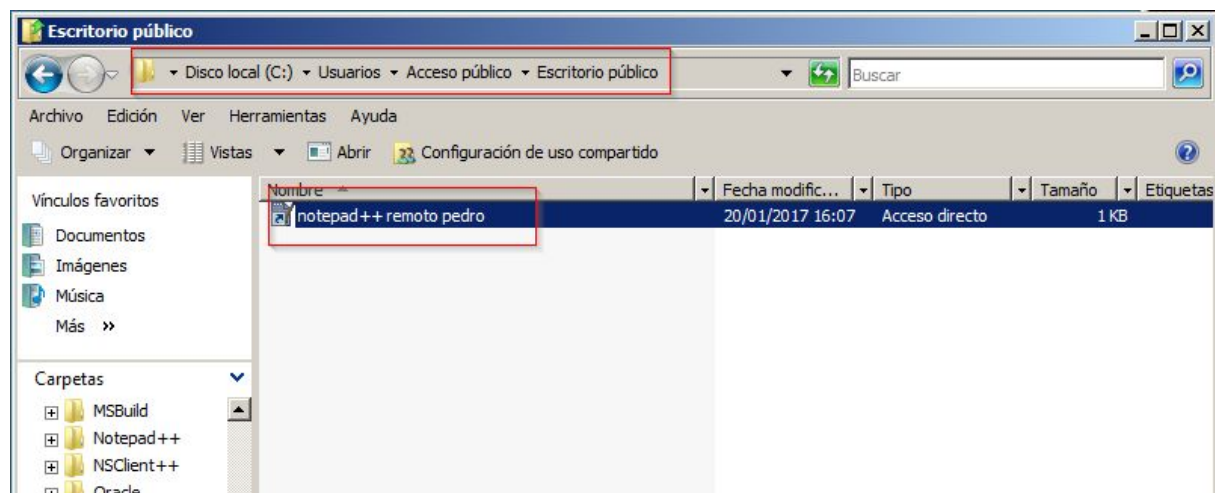 Escritorio público
Disco local (C:) Usuarios Acceso público Escritorio público
Buscar
Archivo Edición Ver Herramientas Ayuda
Organizar Vistas Abrir Configuración de uso compartido
Vínculos favoritos
Documentos
Imágenes
Música
Más »
Carpetas
MSBuild
Notepad++
NSClient++
Oracle
Nombre Fecha modific... Tipo Tamaño Etiquetas
notepad++ remoto pedro 20/01/2017 16:07 Acceso directo 1 KB